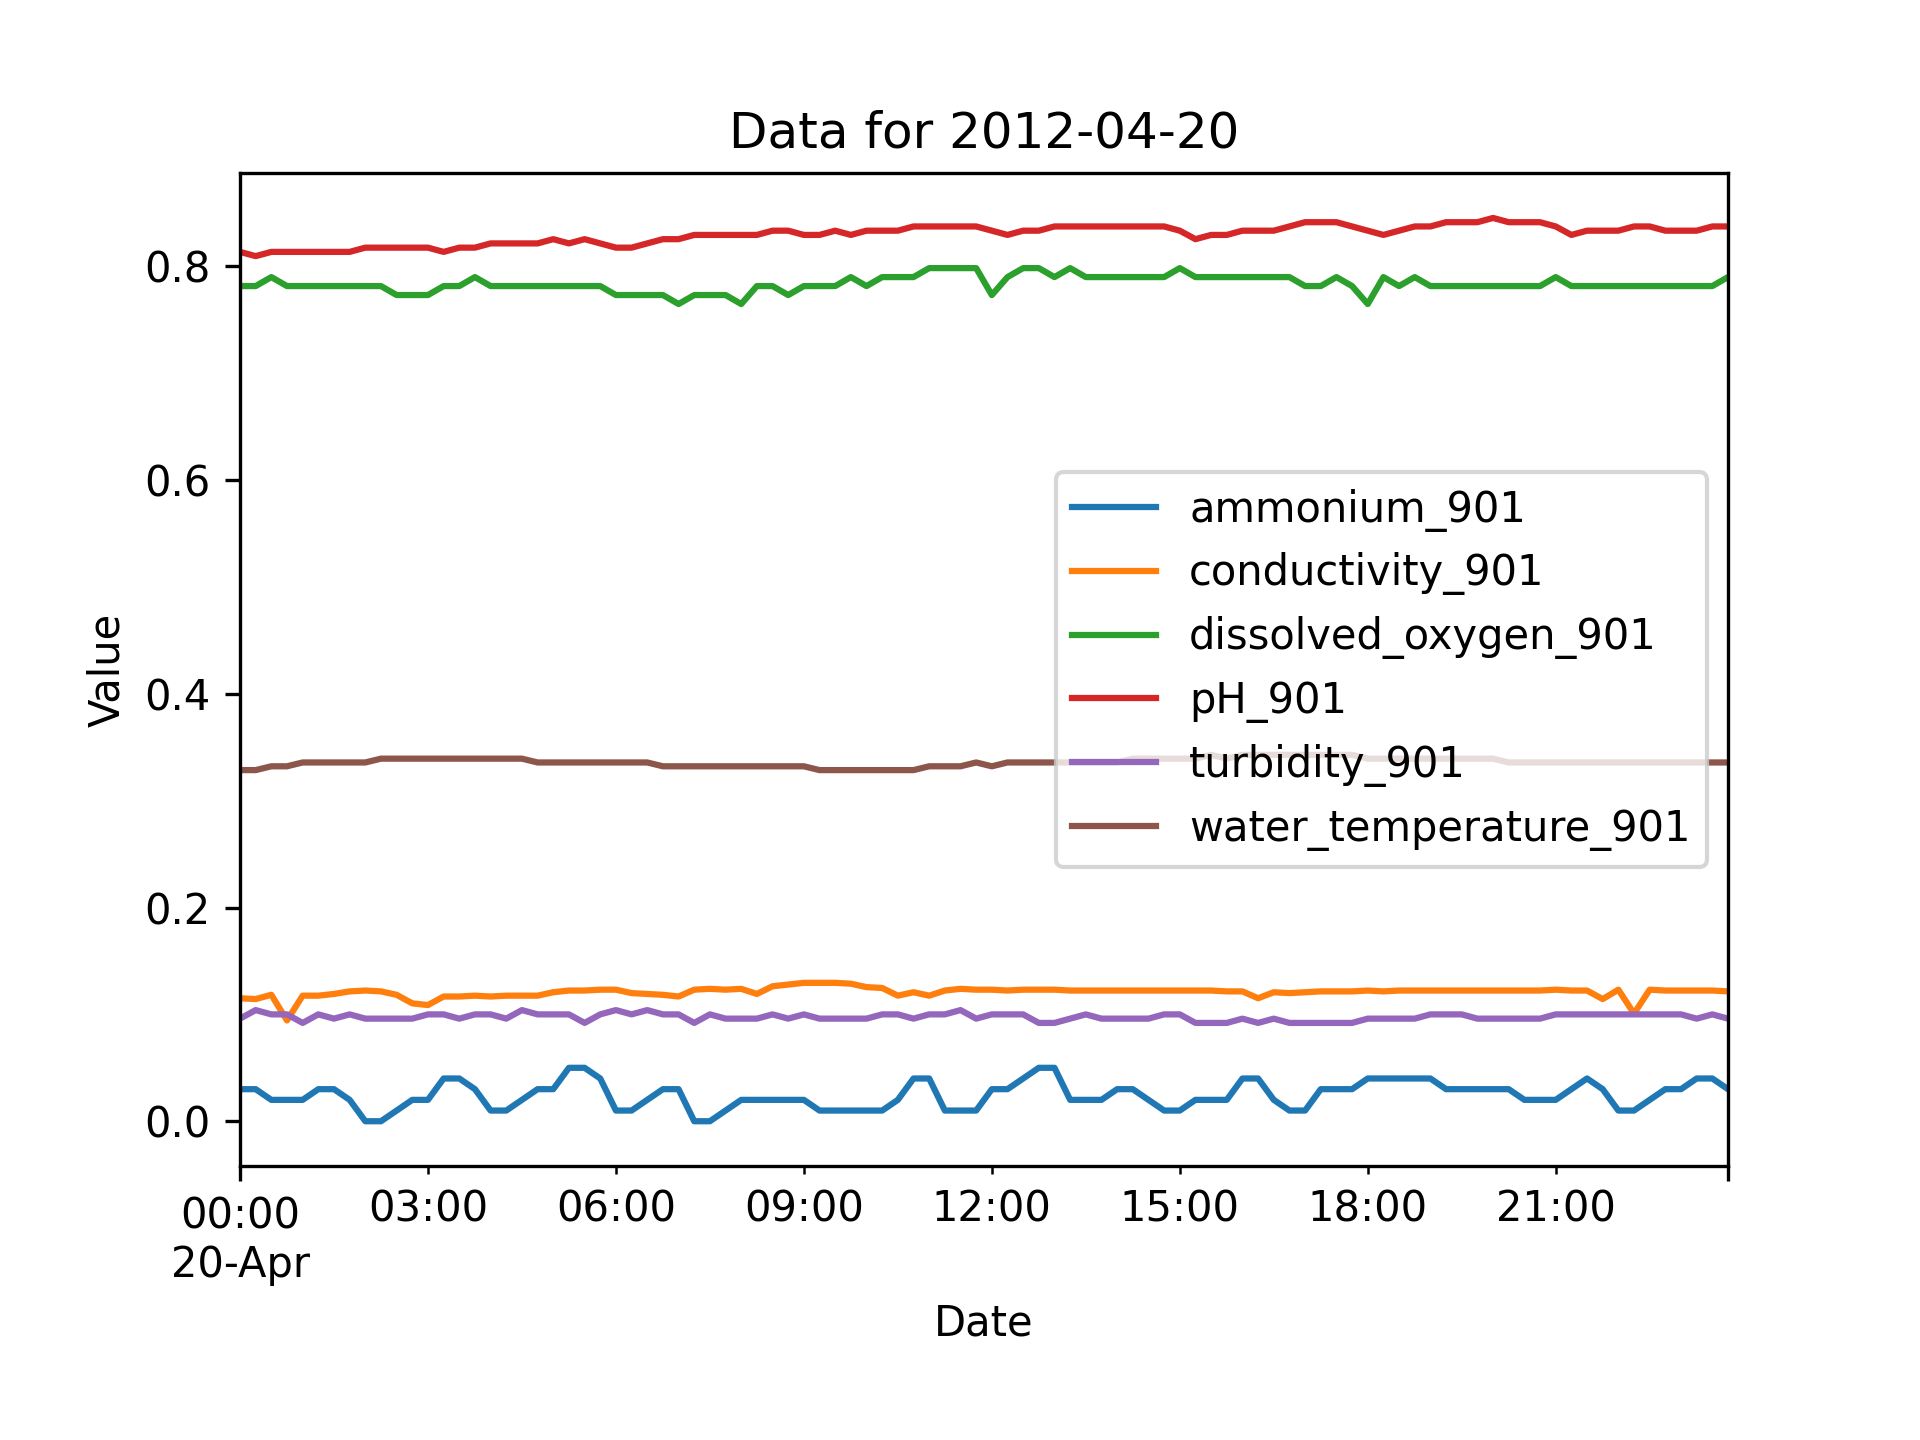 Data for 2012-04-20
Value
0.8
0.6
0.4
0.2
0.0
ammonium_901
conductivity_901
dissolved_oxygen_901
pH_901
turbidity_901
water_temperature_901
00:00 03:00 06:00 09:00 12:00 15:00 18:00 21:00
20-Apr
Date